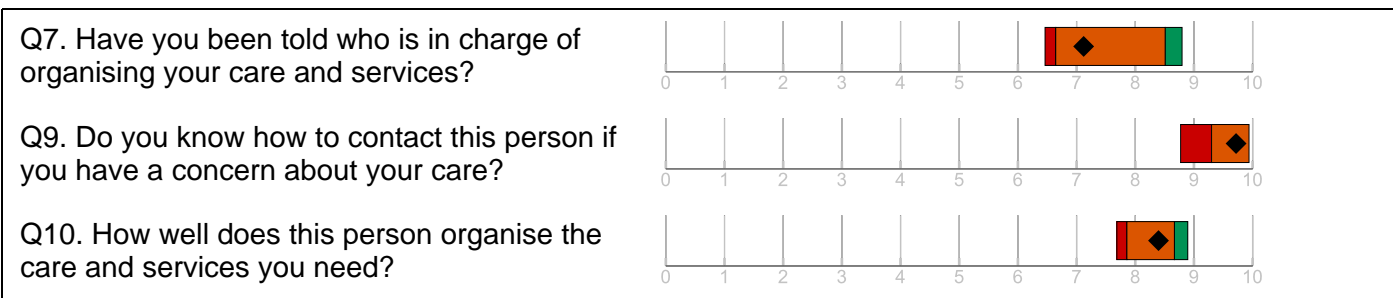 Q7. Have you been told who is in charge of
organising your care and services?
0 1 2 3 4 5 6 7 8 9 10
Q9. Do you know how to contact this person if
you have a concern about your care?
0 1 2 3 4 5 6 7 8 9 10
Q10. How well does this person organise the
care and services you need?
0 1 2 3 4 5 6 7 8 9 10